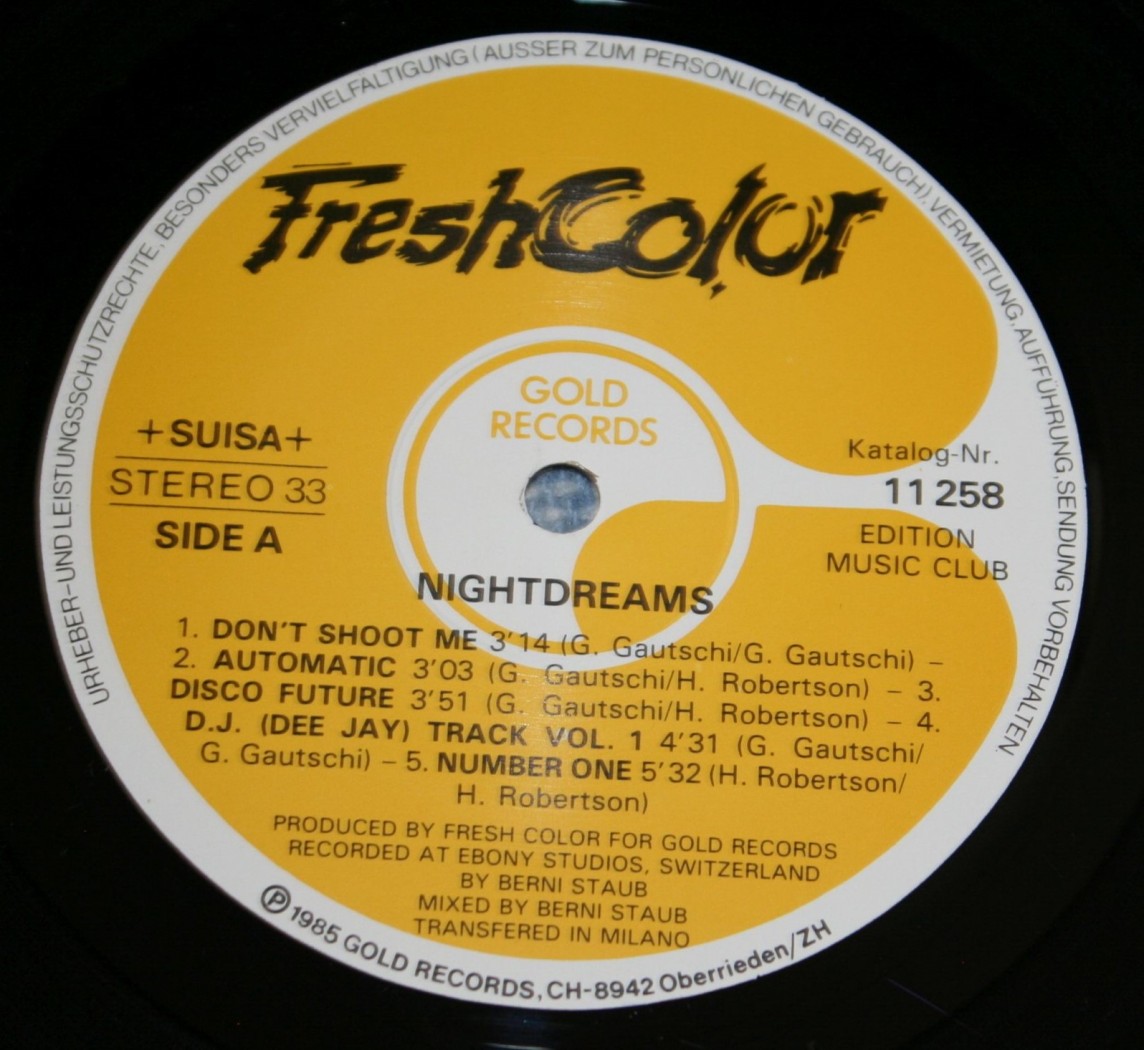 URHEBER-UND LEISTUNGSSCHUTZRECHTE, BESONDERS VERVIELFALTIGUNG (AUSSER ZUM PERSONLICHEN GEBRAUCH), VERMIETUNG, AUFFÜHRUNG, SENDUNG VORBEHALTEN.
FreshColor
GOLD
RECORDS
+SUISA+
STEREO 33
SIDE A
Katalog-Nr.
11 258
EDITION
MUSIC CLUB
NIGHTDREAMS
1. DON'T SHOOT ME 3'14 (G. Gautschi/G. Gautschi) –
2. AUTOMATIC 3'03 (G. Gautschi/H. Robertson) – 3.
DISCO FUTURE 3'51 (G. Gautschi/H. Robertson) – 4.
D.J. (DEE JAY) TRACK VOL. 1 4'31 (G. Gautschi/
G. Gautschi) – 5. NUMBER ONE 5'32 (H. Robertson/
H. Robertson)
PRODUCED BY FRESH COLOR FOR GOLD RECORDS
RECORDED AT EBONY STUDIOS, SWITZERLAND
BY BERNI STAUB
MIXED BY BERNI STAUB
TRANSFERED IN MILANO
Ⓟ 1985 GOLD RECORDS, CH-8942 Oberrieden/ZH